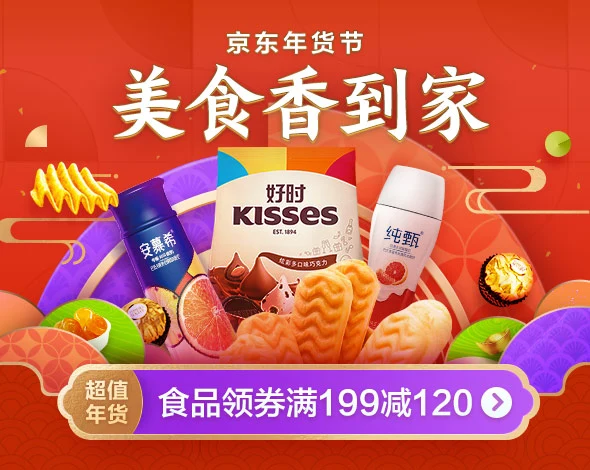 京东年货节
美食香到家
好时
KISSES
EST. 1894
炫彩多口味巧克力
安慕希
纯甄
超值
年货
食品领券满199减120